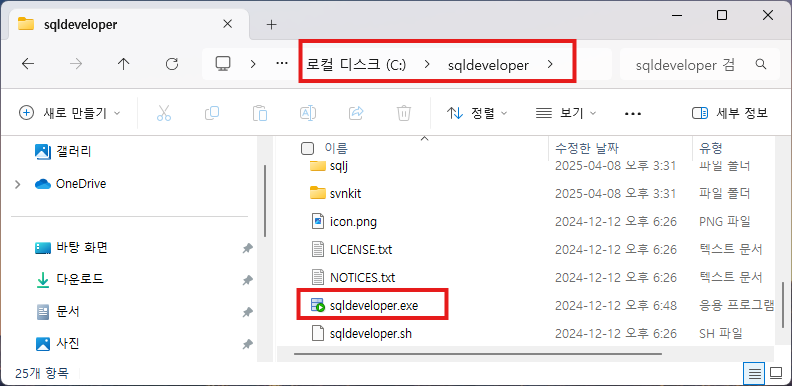 sqldeveloper
로컬 디스크 (C:) sqldeveloper sqldeveloper 검
새로 만들기 정렬 보기 세부 정보
갤러리
OneDrive
바탕 화면
다운로드
문서
사진
이름 수정한 날짜 유형
sqlj 2025-04-08 오후 3:31 파일 폴더
svnkit 2025-04-08 오후 3:31 파일 폴더
icon.png 2024-12-12 오후 6:26 PNG 파일
LICENSE.txt 2024-12-12 오후 6:26 텍스트 문서
NOTICES.txt 2024-12-12 오후 6:26 텍스트 문서
sqldeveloper.exe 2024-12-12 오후 6:48 응용 프로그램
sqldeveloper.sh 2024-12-12 오후 6:26 SH 파일
25개 항목